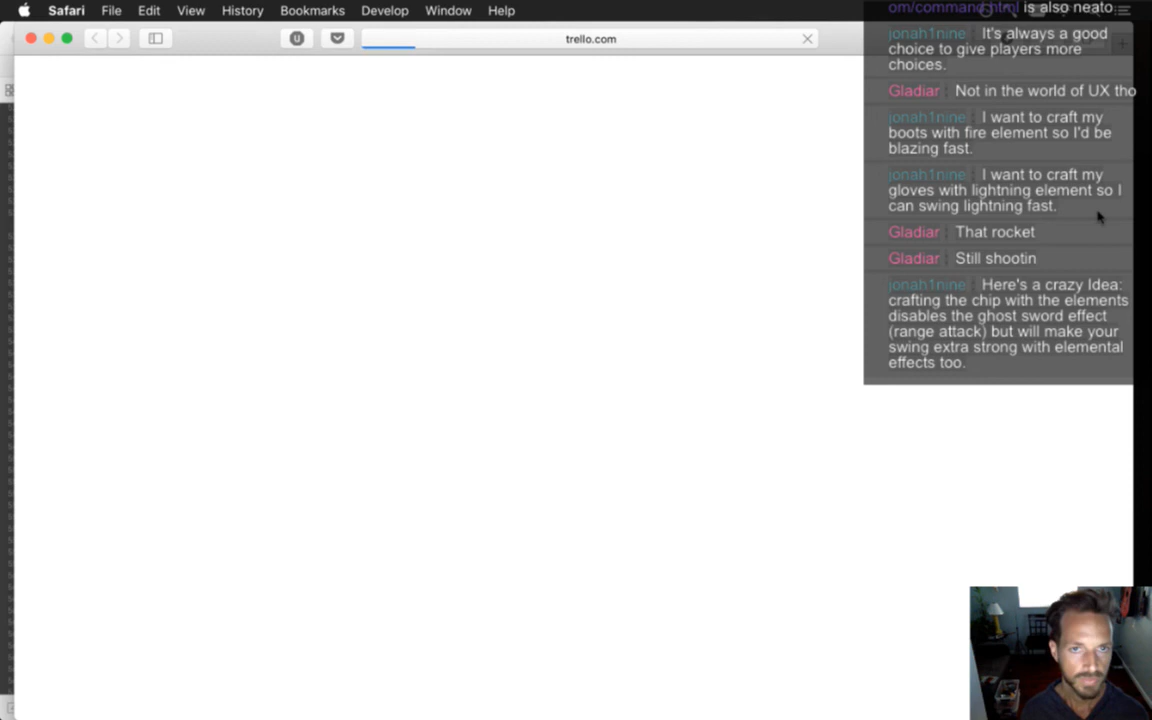 Safari File Edit View History Bookmarks Develop Window Help
trello.com
om/command.html is also neato
jonah1nine It's always a good
choice to give players more
choices.
Gladiar Not in the world of UX tho
jonah1nine I want to craft my
boots with fire element so I'd be
blazing fast.
jonah1nine I want to craft my
gloves with lightning element so I
can swing lightning fast.
Gladiar That rocket
Gladiar Still shootin
jonah1nine Here's a crazy Idea:
crafting the chip with the elements
disables the ghost sword effect
(range attack) but will make your
swing extra strong with elemental
effects too.